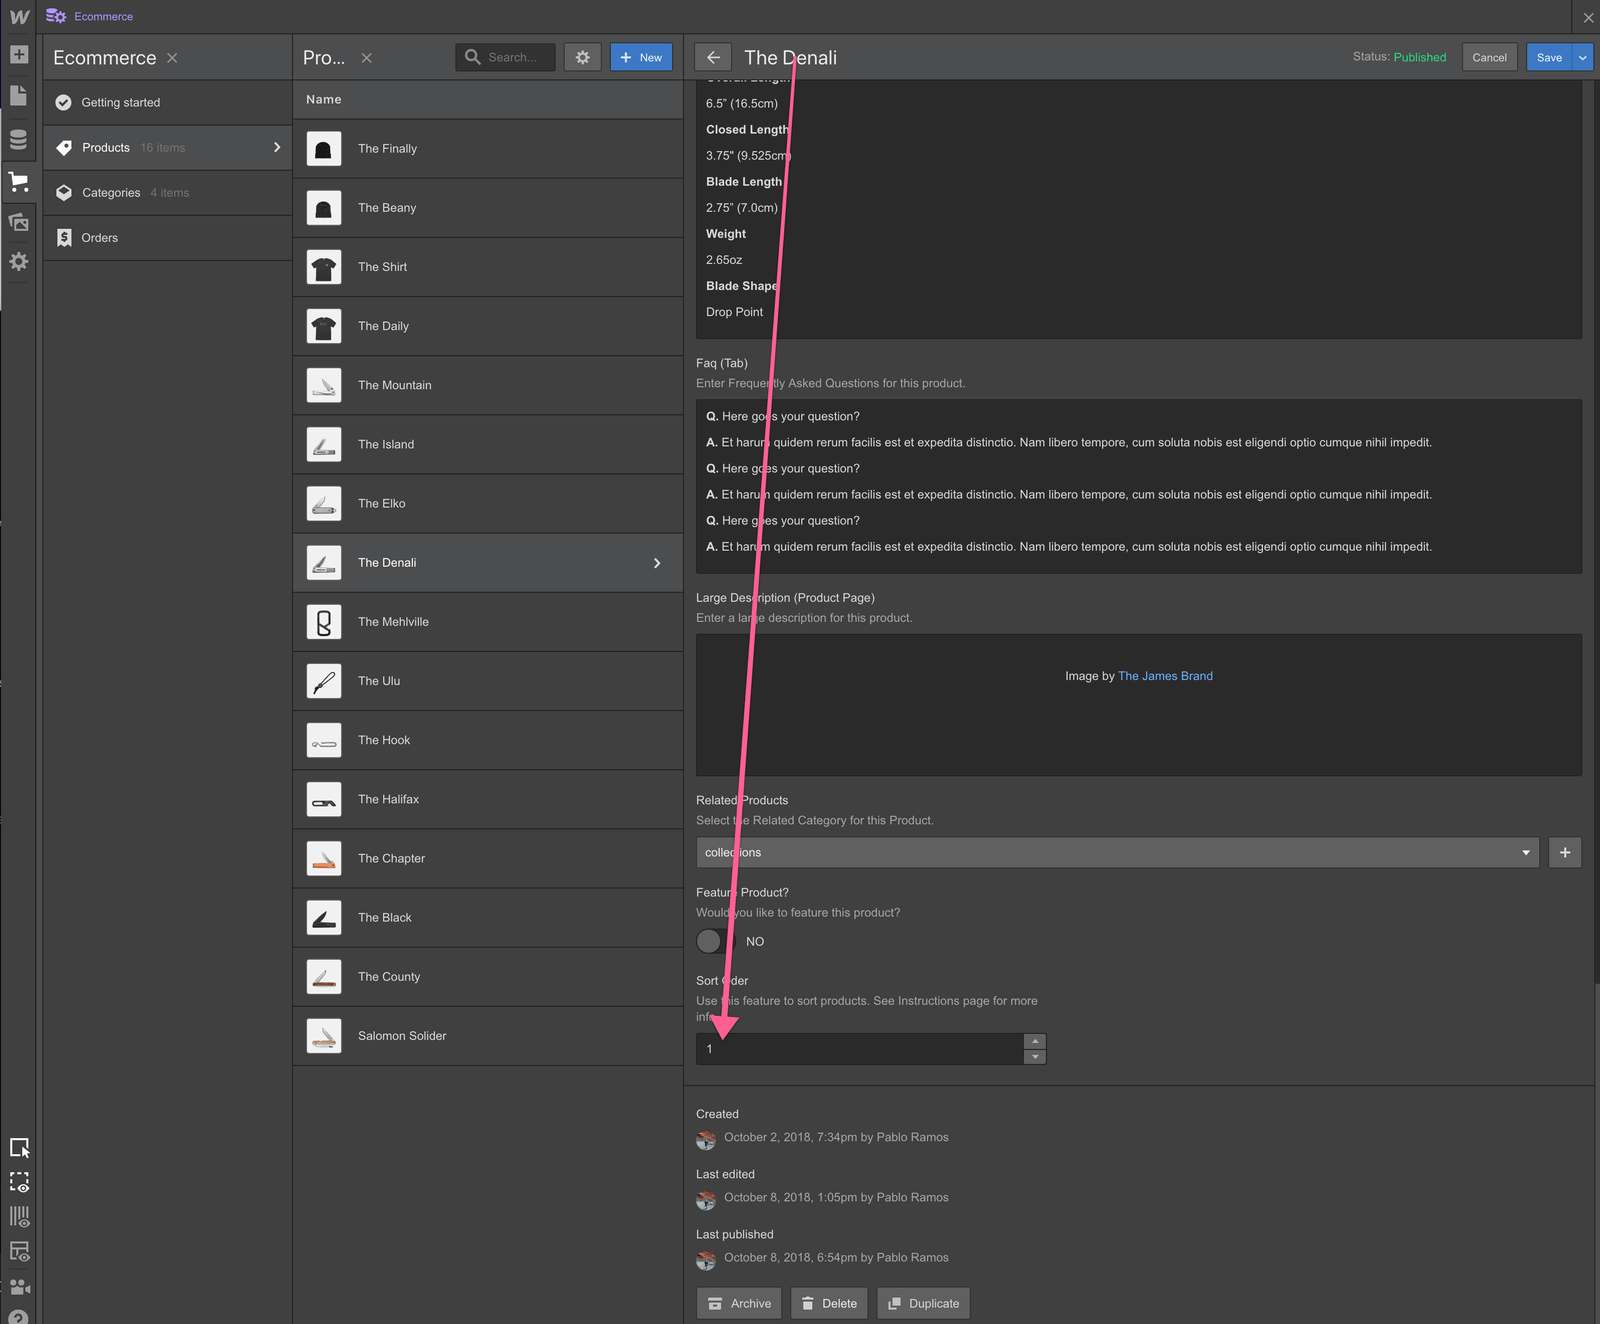 Ecommerce
Ecommerce
Pro...
Search...
New
The Denali
Status: Published
Cancel
Save
Getting started
Products 16 items
Categories 4 items
Orders
Name
The Finally
The Beany
The Shirt
The Daily
The Mountain
The Island
The Elko
The Denali
The Mehlville
The Ulu
The Hook
The Halifax
The Chapter
The Black
The County
Salomon Solider
Overall Length
6.5” (16.5cm)
Closed Length
3.75" (9.525cm)
Blade Length
2.75” (7.0cm)
Weight
2.65oz
Blade Shape
Drop Point
Faq (Tab)
Enter Frequently Asked Questions for this product.
Q. Here goes your question?
A. Et harum quidem rerum facilis est et expedita distinctio. Nam libero tempore, cum soluta nobis est eligendi optio cumque nihil impedit.
Q. Here goes your question?
A. Et harum quidem rerum facilis est et expedita distinctio. Nam libero tempore, cum soluta nobis est eligendi optio cumque nihil impedit.
Q. Here goes your question?
A. Et harum quidem rerum facilis est et expedita distinctio. Nam libero tempore, cum soluta nobis est eligendi optio cumque nihil impedit.
Large Description (Product Page)
Enter a large description for this product.
Image by The James Brand
Related Products
Select the Related Category for this Product.
collections
Feature Product?
Would you like to feature this product?
NO
Sort Oder
Use this feature to sort products. See Instructions page for more
info.
1
Created
October 2, 2018, 7:34pm by Pablo Ramos
Last edited
October 8, 2018, 1:05pm by Pablo Ramos
Last published
October 8, 2018, 6:54pm by Pablo Ramos
Archive
Delete
Duplicate